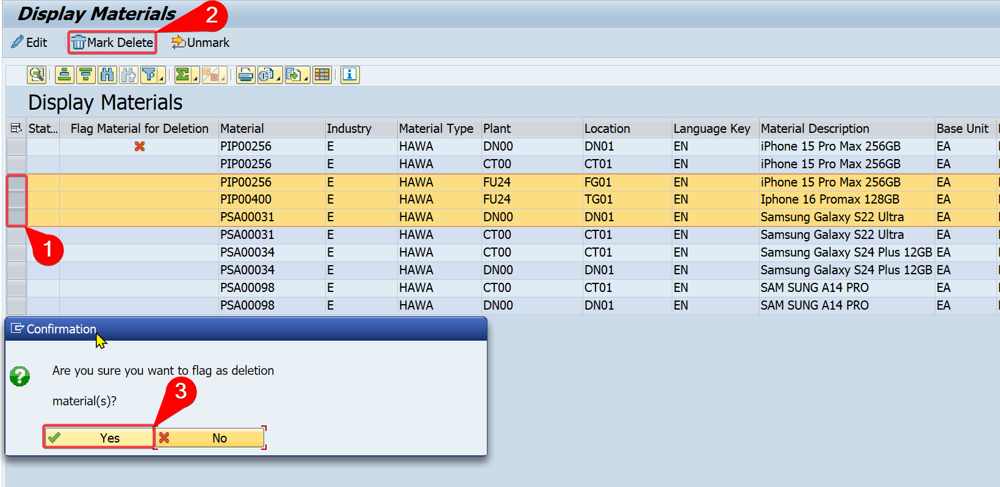 Display Materials
2
Edit Mark Delete Unmark
Display Materials
Stat... Flag Material for Deletion Material Industry Material Type Plant Location Language Key Material Description Base Unit
PIP00256 E HAWA DN00 DN01 EN iPhone 15 Pro Max 256GB EA
PIP00256 E HAWA CT00 CT01 EN iPhone 15 Pro Max 256GB EA
PIP00256 E HAWA FU24 FG01 EN iPhone 15 Pro Max 256GB EA
PIP00400 E HAWA FU24 TG01 EN Iphone 16 Promax 128GB EA
PSA00031 E HAWA DN00 DN01 EN Samsung Galaxy S22 Ultra EA
PSA00031 E HAWA CT00 CT01 EN Samsung Galaxy S22 Ultra EA
1
PSA00034 E HAWA CT00 CT01 EN Samsung Galaxy S24 Plus 12GB EA
PSA00034 E HAWA DN00 DN01 EN Samsung Galaxy S24 Plus 12GB EA
PSA00098 E HAWA CT00 CT01 EN SAM SUNG A14 PRO EA
PSA00098 E HAWA DN00 DN01 EN SAM SUNG A14 PRO EA
Confirmation
Are you sure you want to flag as deletion
material(s)?
3
Yes No